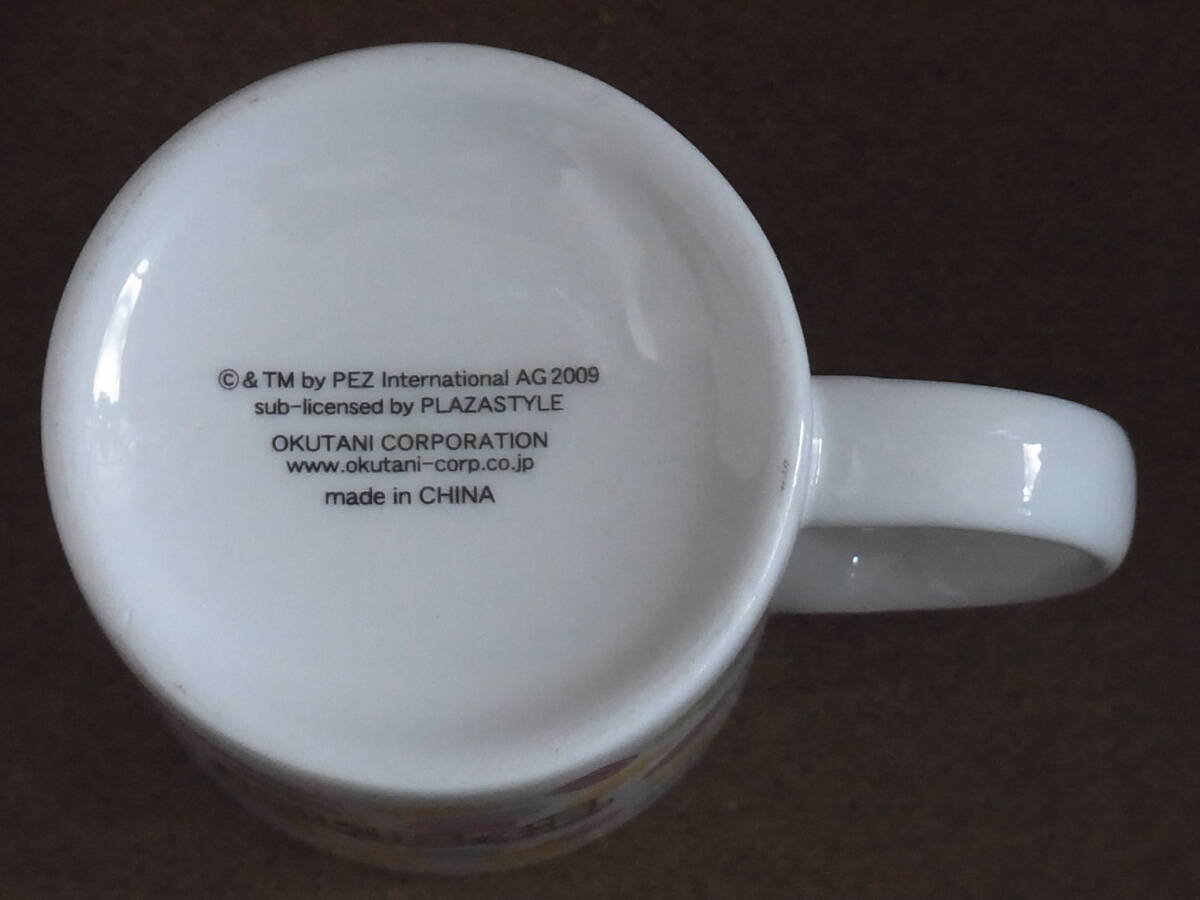 ©& TM by PEZ International AG 2009
sub-licensed by PLAZASTYLE
OKUTANI CORPORATION
www.okutani-corp.co.jp
made in CHINA